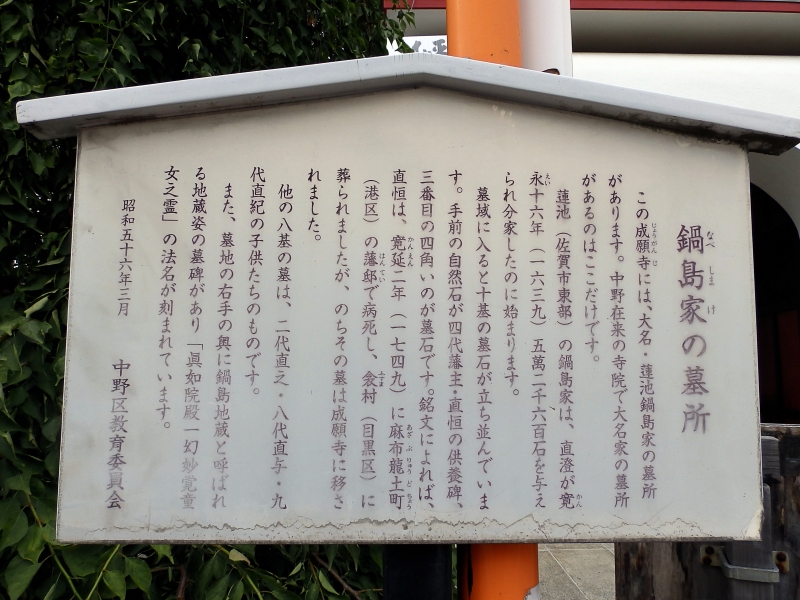 鍋島家の墓所
この成願寺には、大名・蓮池鍋島家の墓所
があります。中野在来の寺院で大名家の墓所
があるのはここだけです。
蓮池（佐賀市東部）の鍋島家は、直澄が寛
永十六年（一六三九）五萬二千六百石を与え
られ分家したのに始まります。
墓域に入ると十基の墓石が立ち並んでいま
す。手前の自然石が四代藩主・直恒の供養碑、
三番目の四角いのが墓石です。銘文によれば、
直恒は、寛延二年（一七四九）に麻布龍土町
（港区）の藩邸で病死し、衾村（目黒区）に
葬られましたが、のちその墓は成願寺に移さ
れました。
他の八基の墓は、二代直之・八代直与・九
代直紀の子供たちのものです。
また、墓地の右手の奥に鍋島地蔵と呼ばれ
る地蔵姿の墓碑があり「眞如院殿一幻妙覚童
女之霊」の法名が刻まれています。
昭和五十六年三月
中野区教育委員会